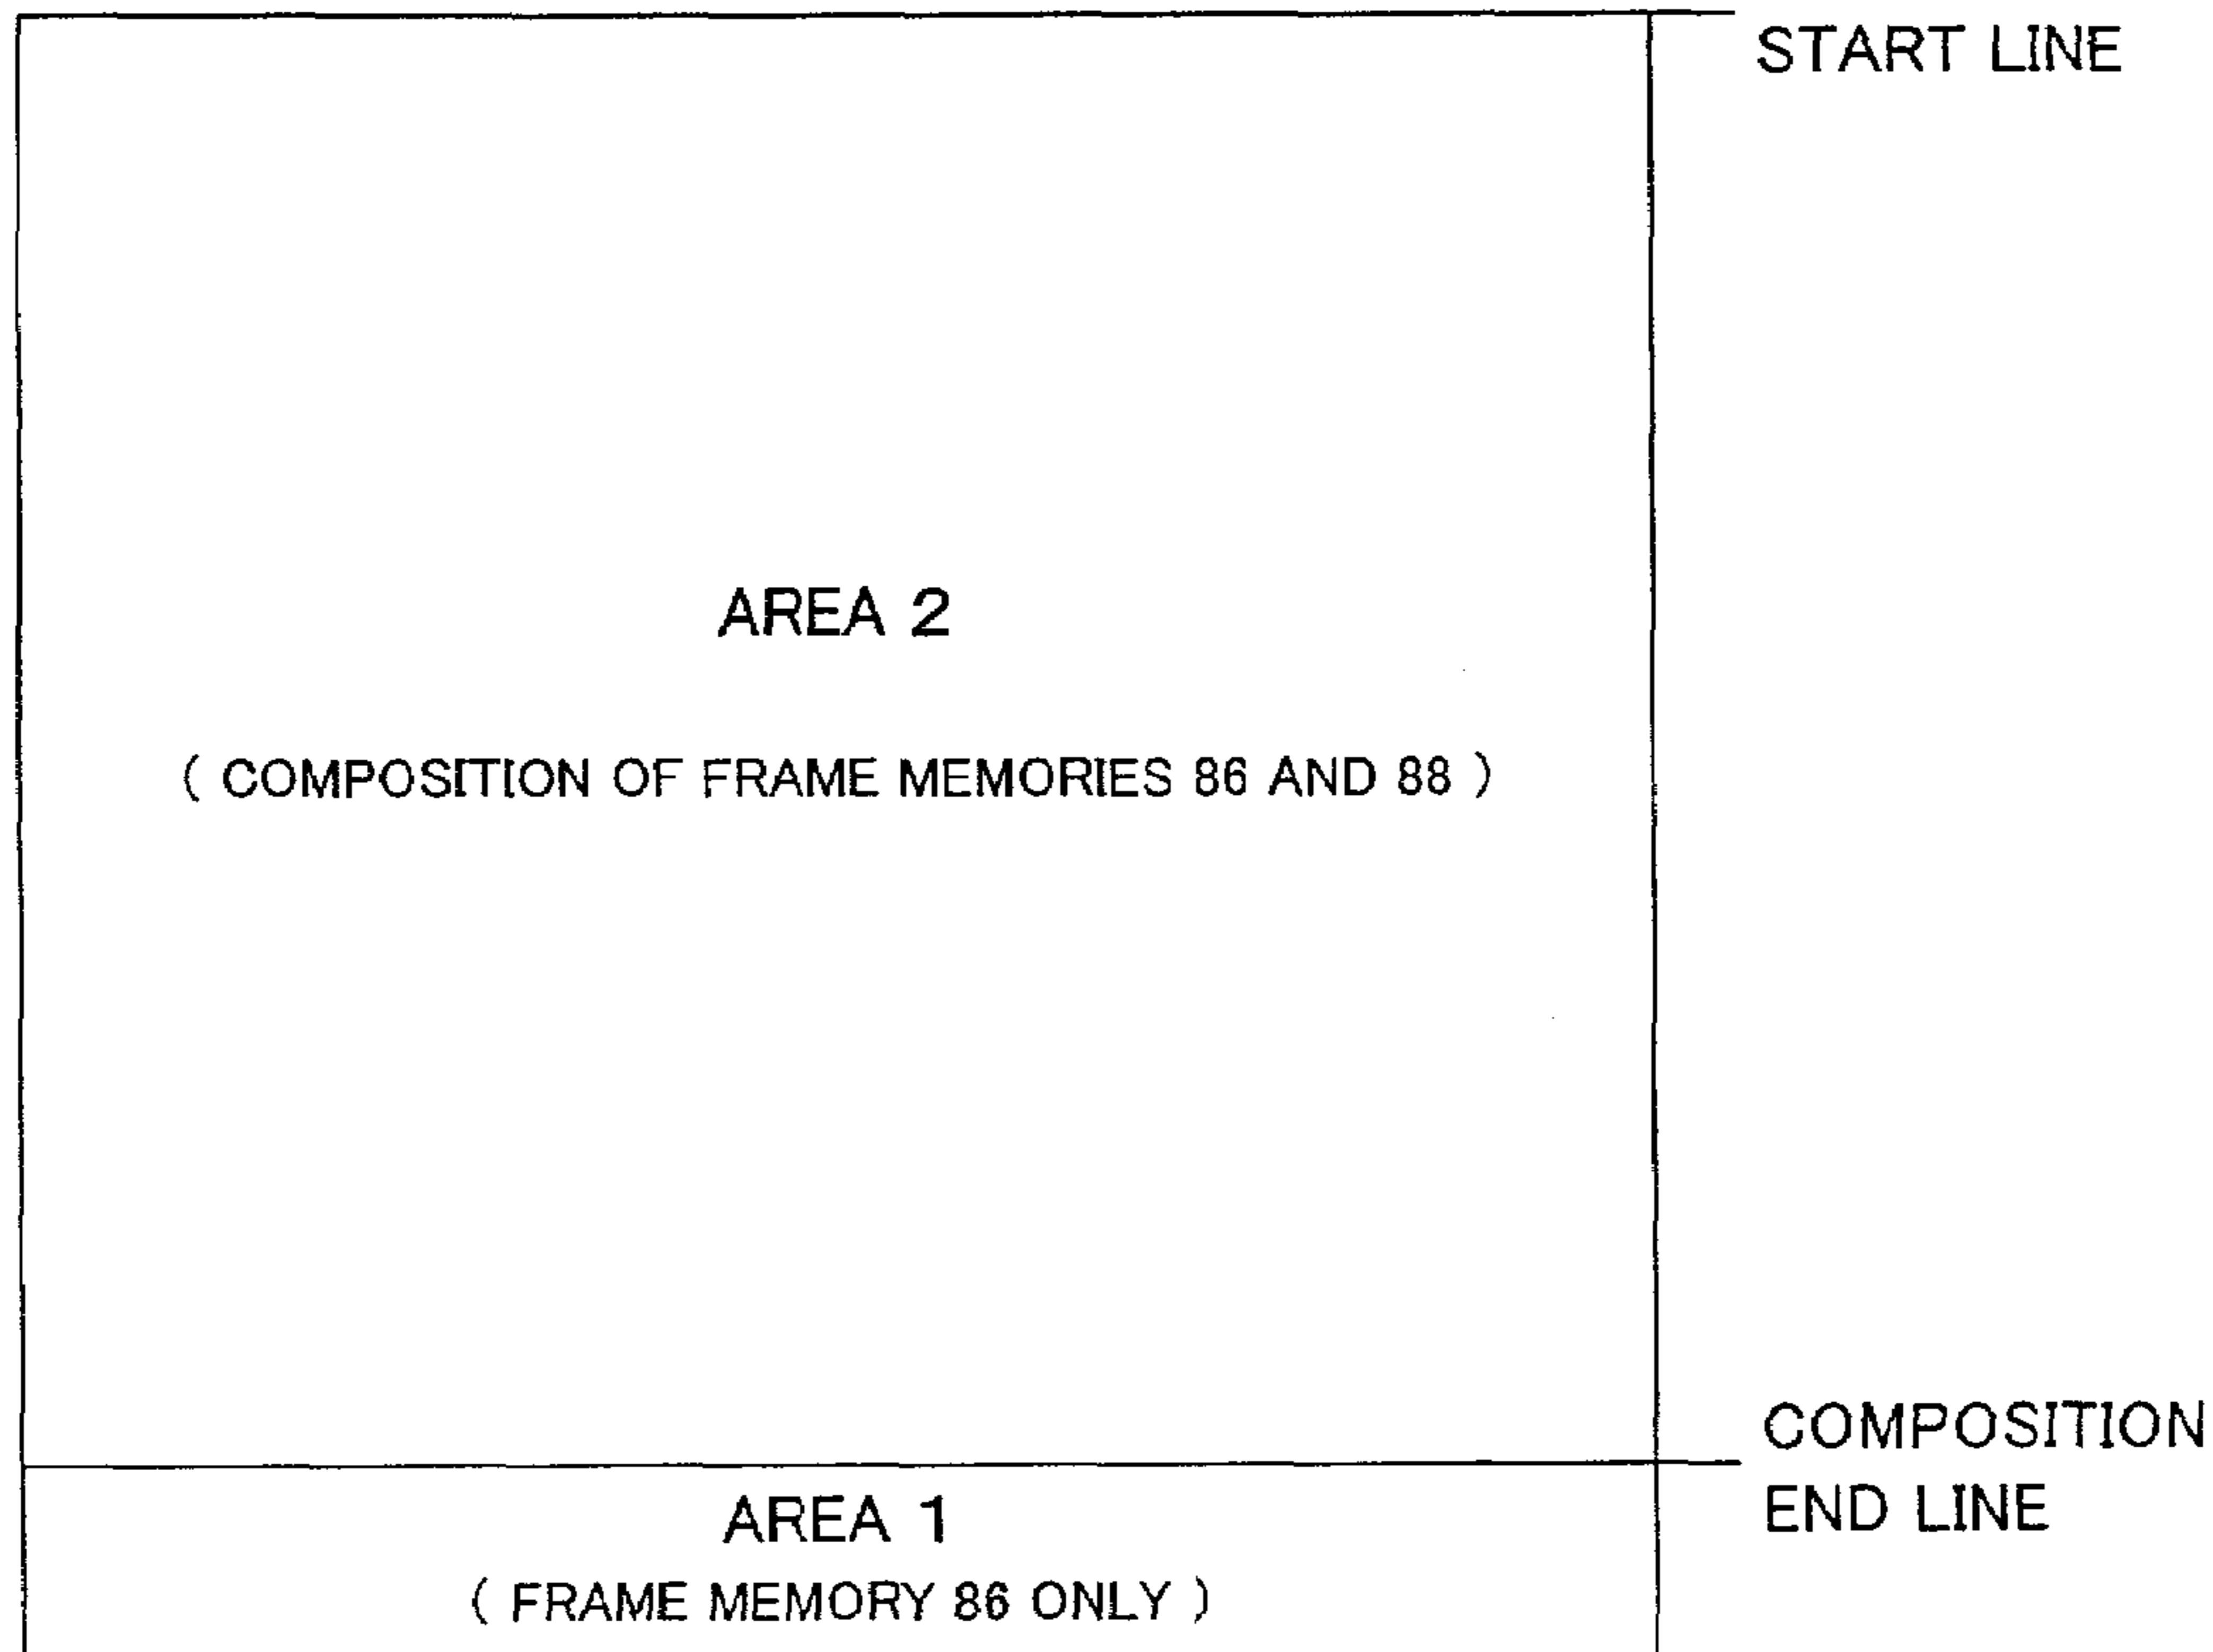 START LINE
AREA 2
( COMPOSITION OF FRAME MEMORIES 86 AND 88 )
COMPOSITION
END LINE
AREA 1
( FRAME MEMORY 86 ONLY )